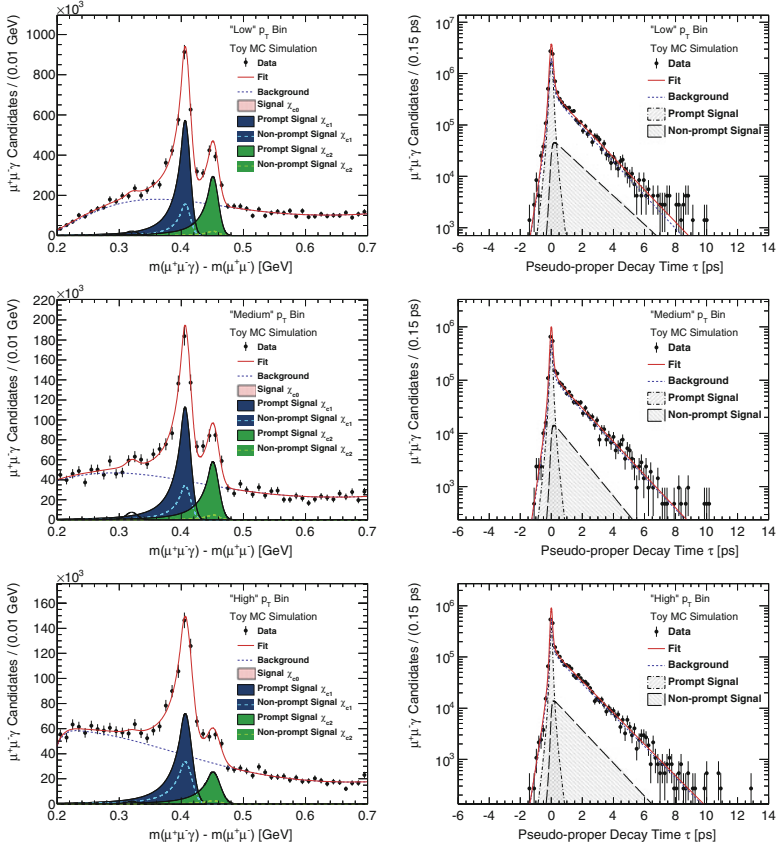 ×10³
"Low" pT Bin
Toy MC Simulation
Data
Fit
Background
Signal χc0
Prompt Signal χc1
Non-prompt Signal χc1
Prompt Signal χc2
Non-prompt Signal χc2
μ⁺μ⁻γ Candidates / (0.01 GeV)
1000
800
600
400
200
0
0.2 0.3 0.4 0.5 0.6 0.7
m(μ⁺μ⁻γ) - m(μ⁺μ⁻) [GeV]
"Low" pT Bin
Toy MC Simulation
Data
Fit
Background
Prompt Signal
Non-prompt Signal
μ⁺μ⁻γ Candidates / (0.15 ps)
10⁷
10⁶
10⁵
10⁴
10³
-6 -4 -2 0 2 4 6 8 10 12 14
Pseudo-proper Decay Time τ [ps]
×10³
"Medium" pT Bin
Toy MC Simulation
Data
Fit
Background
Signal χc0
Prompt Signal χc1
Non-prompt Signal χc1
Prompt Signal χc2
Non-prompt Signal χc2
μ⁺μ⁻γ Candidates / (0.01 GeV)
220
200
180
160
140
120
100
80
60
40
20
0
0.2 0.3 0.4 0.5 0.6 0.7
m(μ⁺μ⁻γ) - m(μ⁺μ⁻) [GeV]
"Medium" pT Bin
Toy MC Simulation
Data
Fit
Background
Prompt Signal
Non-prompt Signal
μ⁺μ⁻γ Candidates / (0.15 ps)
10⁶
10⁵
10⁴
10³
-6 -4 -2 0 2 4 6 8 10 12 14
Pseudo-proper Decay Time τ [ps]
×10³
"High" pT Bin
Toy MC Simulation
Data
Fit
Background
Signal χc0
Prompt Signal χc1
Non-prompt Signal χc1
Prompt Signal χc2
Non-prompt Signal χc2
μ⁺μ⁻γ Candidates / (0.01 GeV)
160
140
120
100
80
60
40
20
0
0.2 0.3 0.4 0.5 0.6 0.7
m(μ⁺μ⁻γ) - m(μ⁺μ⁻) [GeV]
"High" pT Bin
Toy MC Simulation
Data
Fit
Background
Prompt Signal
Non-prompt Signal
μ⁺μ⁻γ Candidates / (0.15 ps)
10⁶
10⁵
10⁴
10³
-6 -4 -2 0 2 4 6 8 10 12 14
Pseudo-proper Decay Time τ [ps]